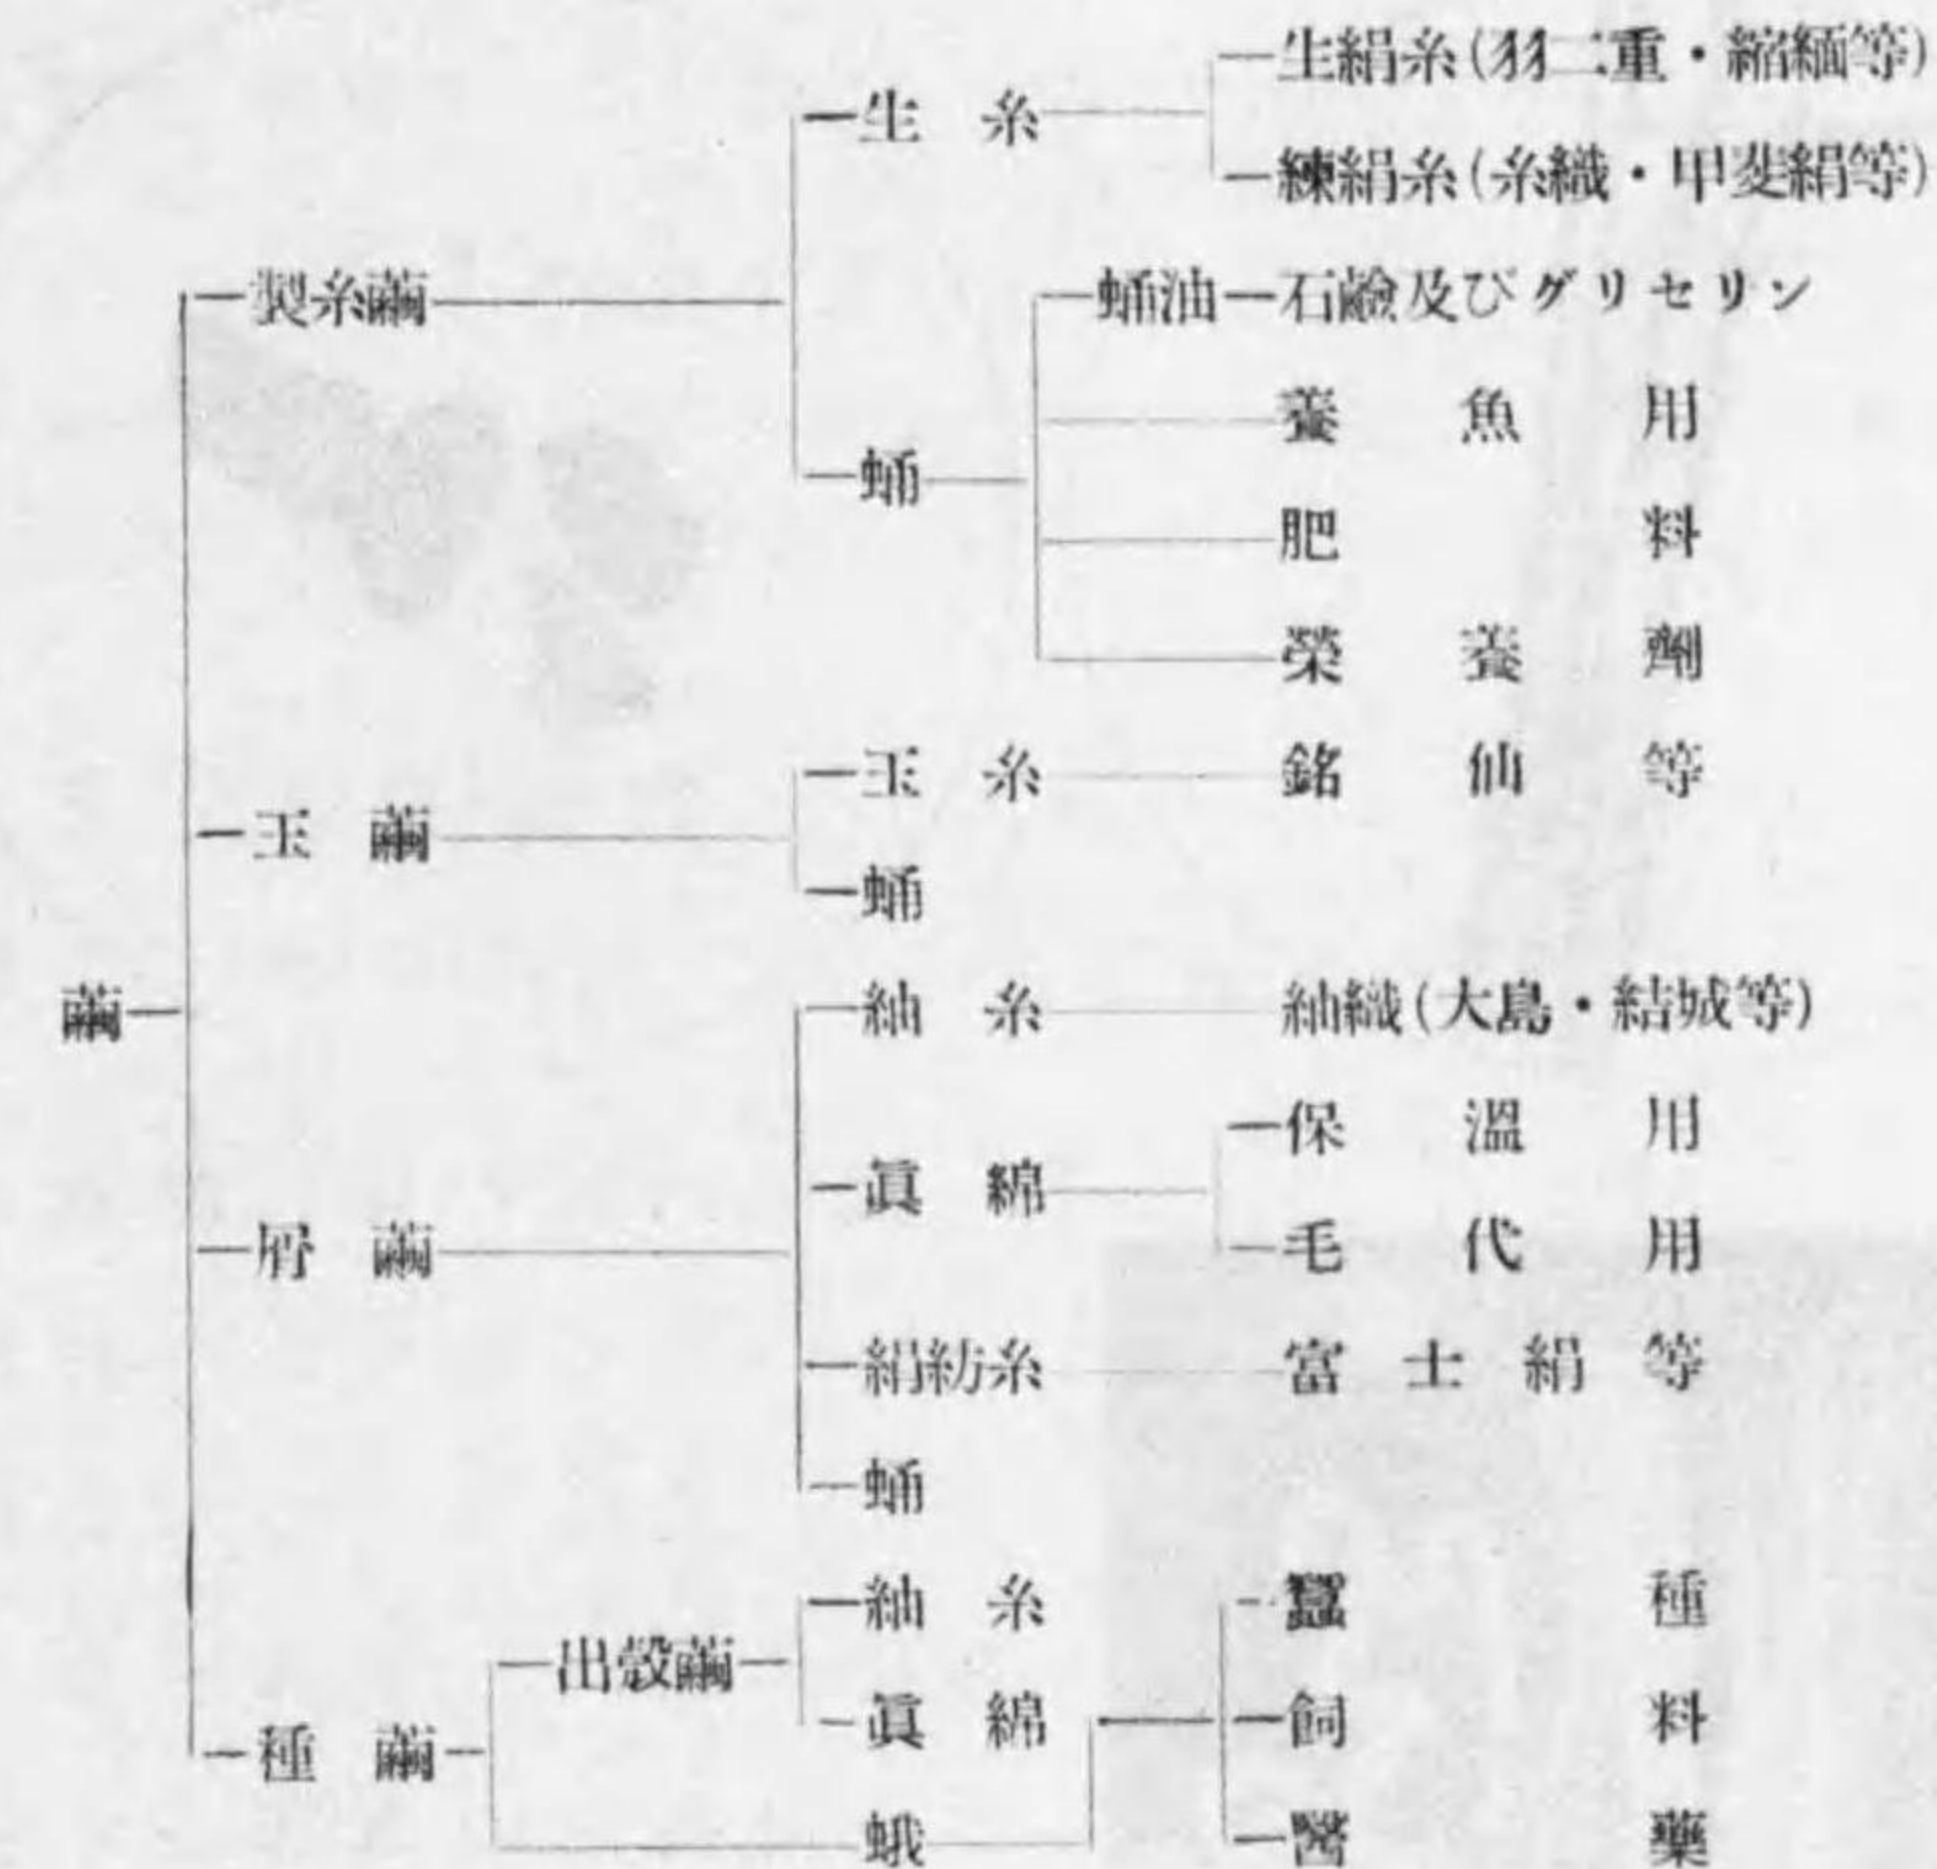 生絹糸(羽二重・縮緬等)
生糸
練絹糸(糸織・甲斐絹等)
製糸繭
蛹油 石鹼及びグリセリン
養魚用
蛹
肥料
榮養劑
玉糸 銘仙等
玉繭
蛹
繭
紬糸 紬織(大島・結城等)
保溫用
眞綿
毛代用
屑繭
絹紡糸 富士絹等
蛹
紬糸 蠶種
出殼繭
眞綿 飼料
種繭
蛾 醫藥